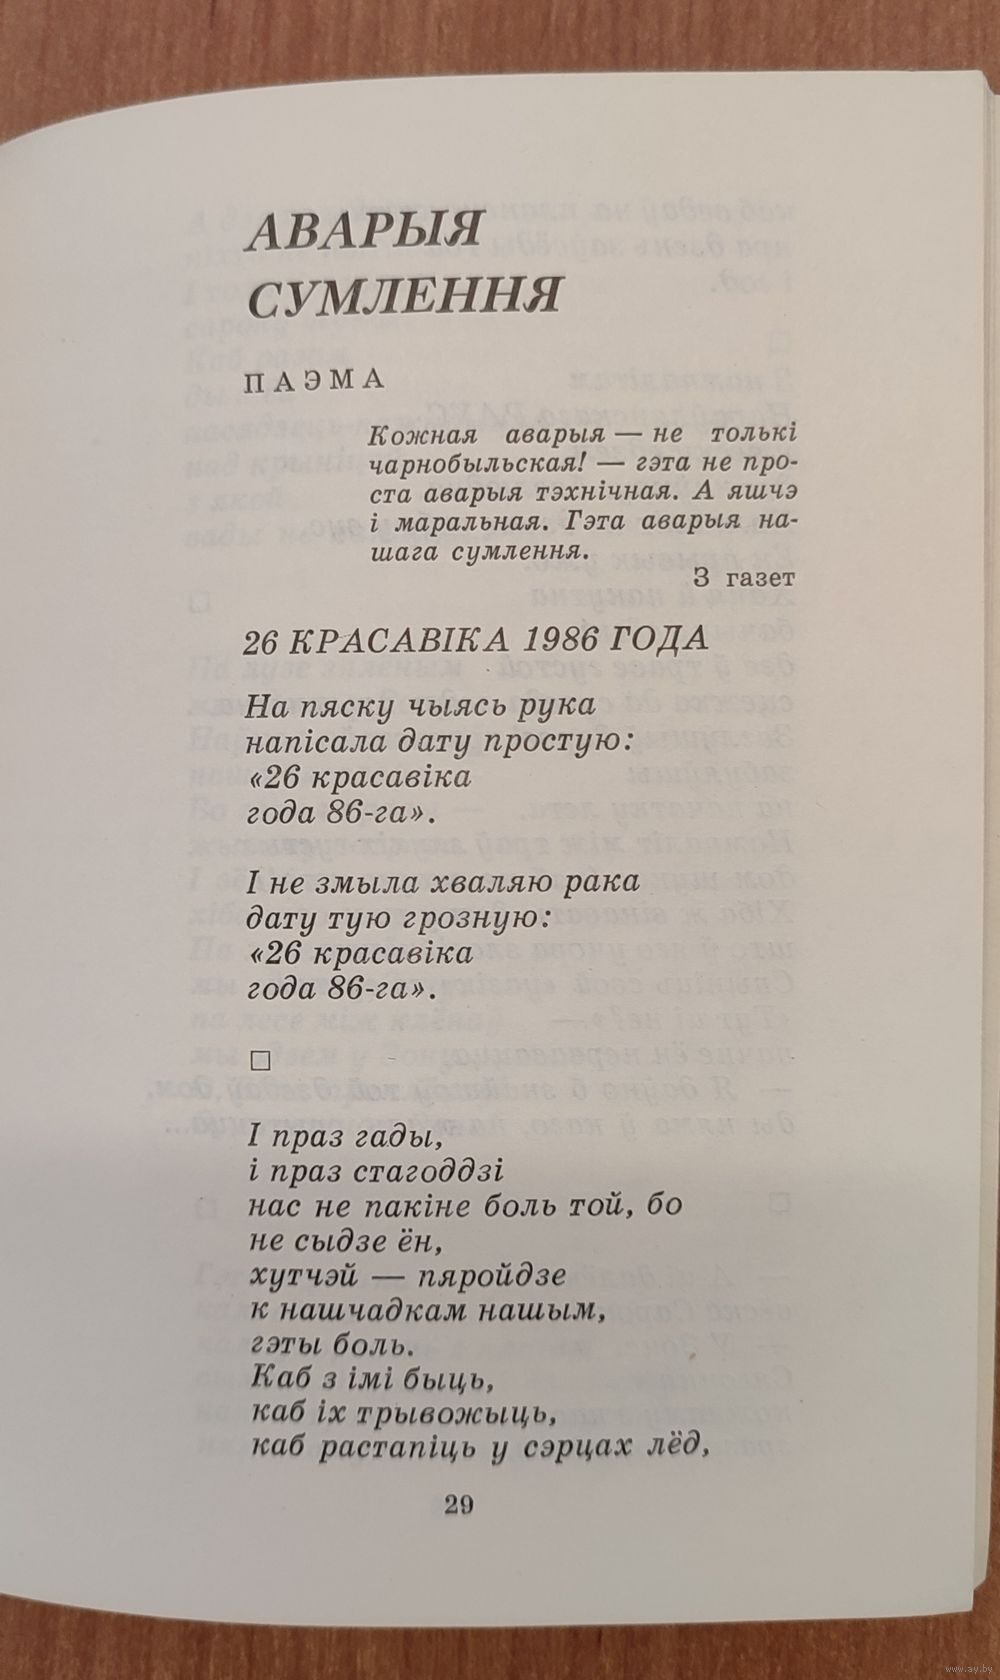 АВАРЫЯ
СУМЛЕННЯ
ПАЭМА
Кожная аварыя — не толькі
чарнобыльская! — гэта не про-
ста аварыя тэхнічная. А яшчэ
і маральная. Гэта аварыя на-
шага сумлення.
З газет
26 КРАСАВІКА 1986 ГОДА
На пяску чыясь рука
напісала дату простую:
«26 красавіка
года 86-га».
І не змыла хваляю рака
дату тую грозную:
«26 красавіка
года 86-га».
□
І праз гады,
і праз стагоддзі
нас не пакіне боль той, бо
не сыдзе ён,
хутчэй — пяройдзе
к нашчадкам нашым,
гэты боль.
Каб з імі быць,
каб іх трывожыць,
каб растапіць у сэрцах лёд,
29
www.ay.by